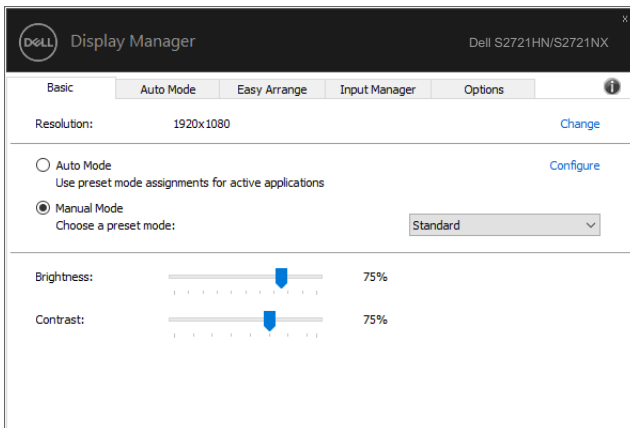 x
DELL Display Manager Dell S2721HN/S2721NX
Basic Auto Mode Easy Arrange Input Manager Options i
Resolution: 1920x1080 Change
Auto Mode Configure
Use preset mode assignments for active applications
Manual Mode
Choose a preset mode: Standard
Brightness: 75%
Contrast: 75%